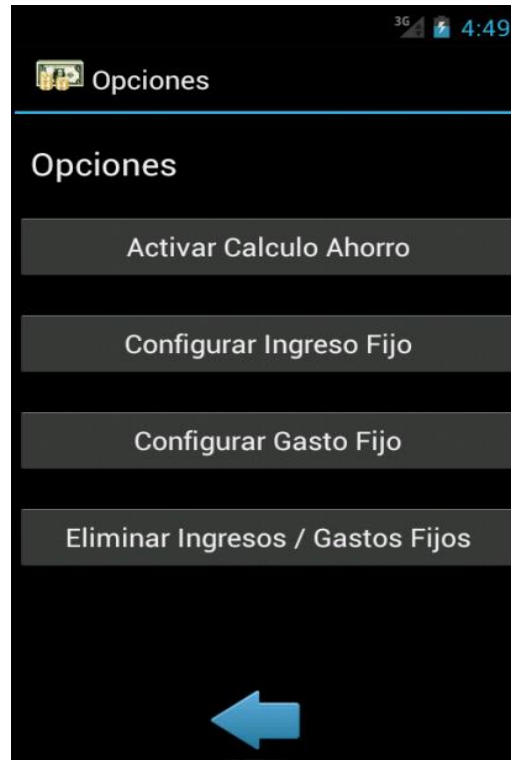 3G 4:49
Opciones
Opciones
Activar Calculo Ahorro
Configurar Ingreso Fijo
Configurar Gasto Fijo
Eliminar Ingresos / Gastos Fijos